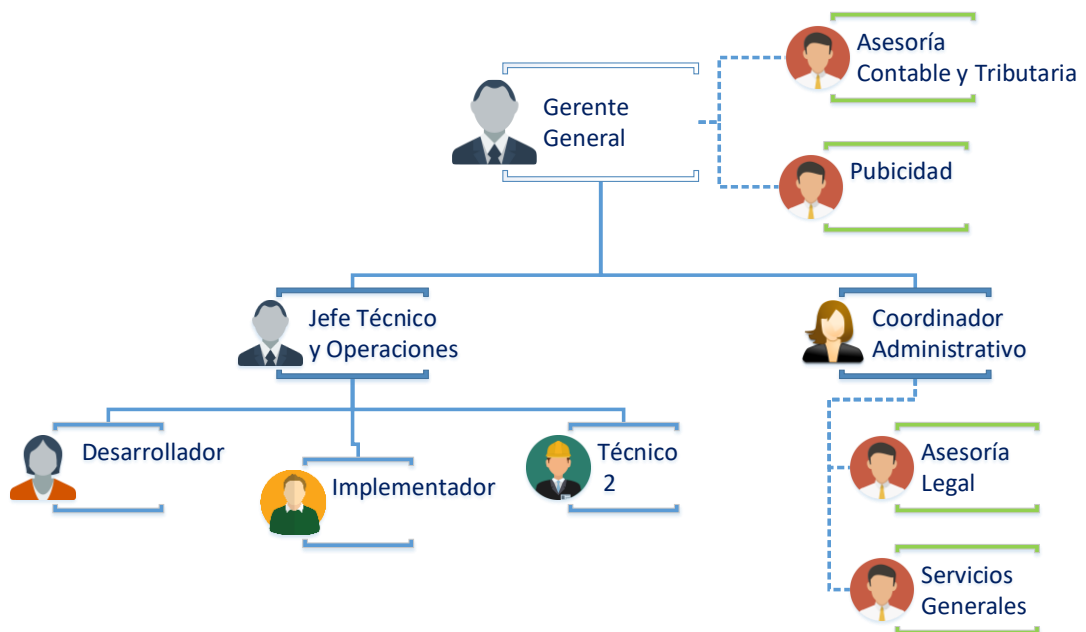 Asesoría
Contable y Tributaria
Gerente
General
Pubicidad
Jefe Técnico
y Operaciones
Coordinador
Administrativo
Desarrollador
Implementador
Técnico
2
Asesoría
Legal
Servicios
Generales